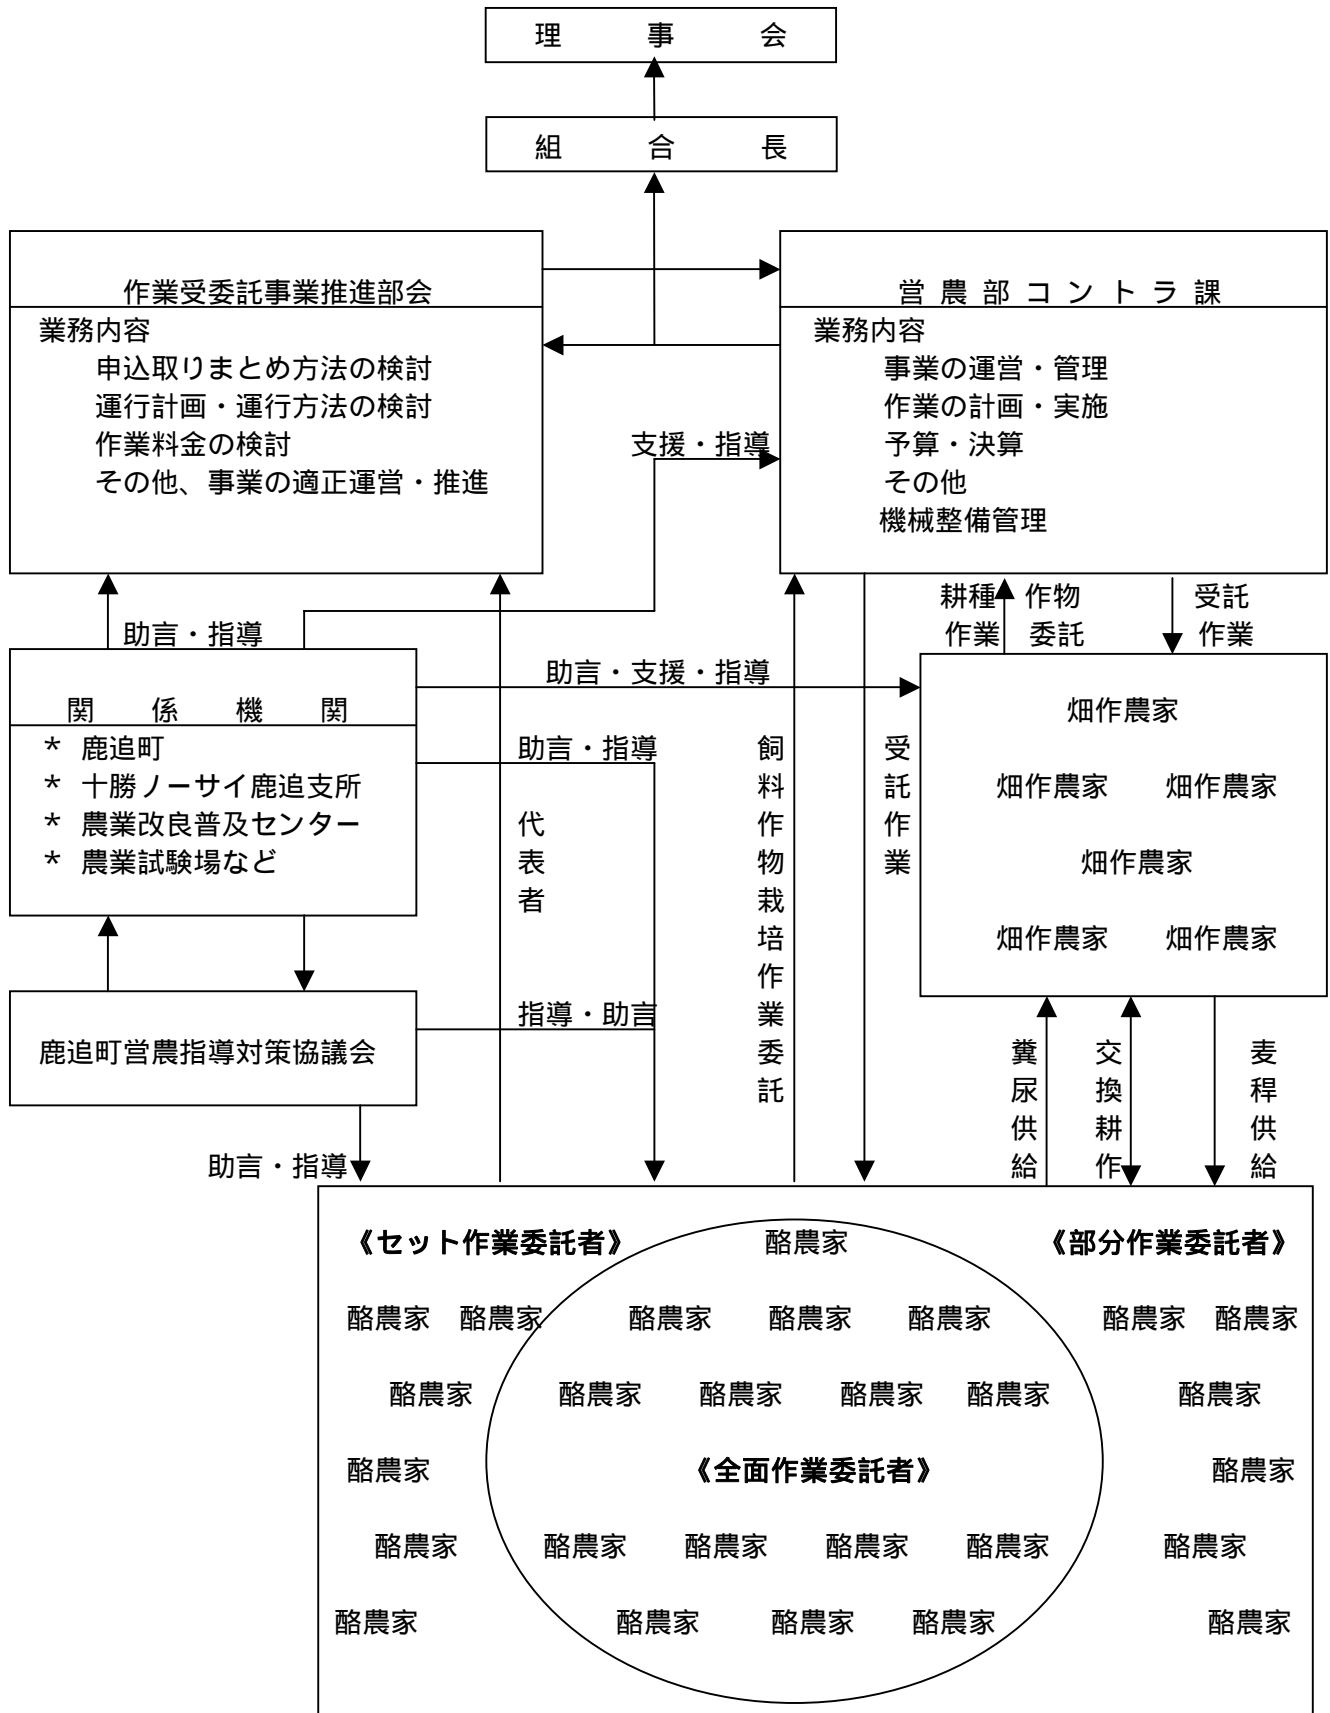 理 事 会
組 合 長
作業受委託事業推進部会
業務内容
申込取りまとめ方法の検討
運行計画・運行方法の検討
作業料金の検討
その他、事業の適正運営・推進
営農部コントラ課
業務内容
事業の運営・管理
作業の計画・実施
予算・決算
その他
機械整備管理
支援・指導
助言・指導
耕種 作物
作業 委託
受託
作業
関 係 機 関
* 鹿追町
* 十勝ノーサイ鹿追支所
* 農業改良普及センター
* 農業試験場など
助言・支援・指導
助言・指導
代表者
飼料作物栽培作業委託
受託作業
畑作農家
畑作農家 畑作農家
畑作農家
畑作農家 畑作農家
鹿追町営農指導対策協議会
指導・助言
助言・指導
糞尿供給
交換耕作
麦稈供給
《セット作業委託者》 酪農家 《部分作業委託者》
酪農家 酪農家 酪農家 酪農家 酪農家 酪農家 酪農家
酪農家 酪農家 酪農家 酪農家 酪農家 酪農家
酪農家 《全面作業委託者》 酪農家
酪農家 酪農家 酪農家 酪農家 酪農家 酪農家
酪農家 酪農家 酪農家 酪農家 酪農家